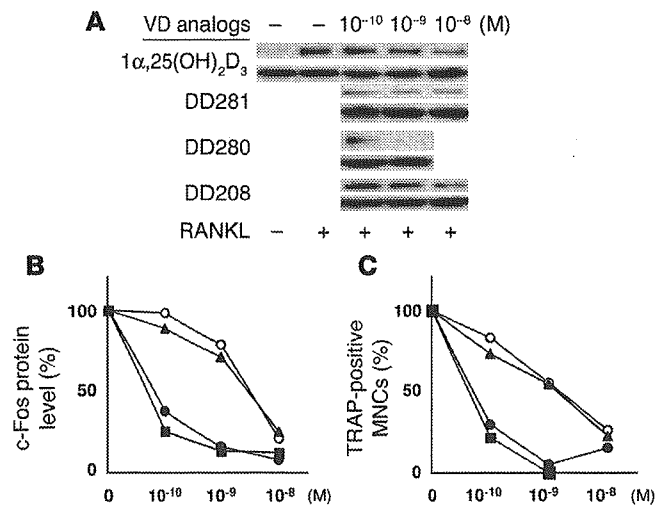 A VD analogs – – 10⁻¹⁰ 10⁻⁹ 10⁻⁸ (M)
1α,25(OH)₂D₃
DD281
DD280
DD208
RANKL – + + + +
B
c-Fos protein
level (%)
100
50
0
0 10⁻¹⁰ 10⁻⁹ 10⁻⁸ (M)
C
TRAP-positive
MNCs (%)
100
50
0
0 10⁻¹⁰ 10⁻⁹ 10⁻⁸ (M)